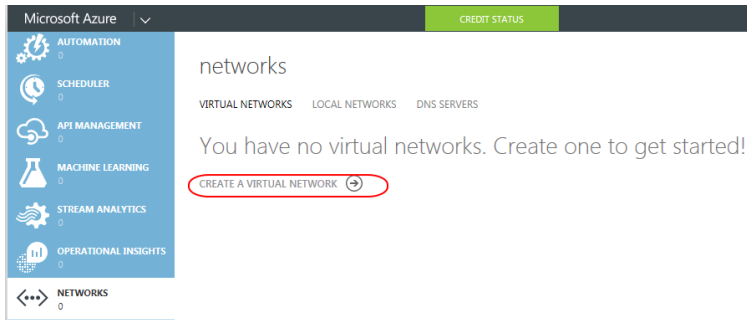 Microsoft Azure
CREDIT STATUS
AUTOMATION
0
SCHEDULER
0
API MANAGEMENT
0
MACHINE LEARNING
0
STREAM ANALYTICS
0
OPERATIONAL INSIGHTS
0
NETWORKS
0
networks
VIRTUAL NETWORKS LOCAL NETWORKS DNS SERVERS
You have no virtual networks. Create one to get started!
CREATE A VIRTUAL NETWORK